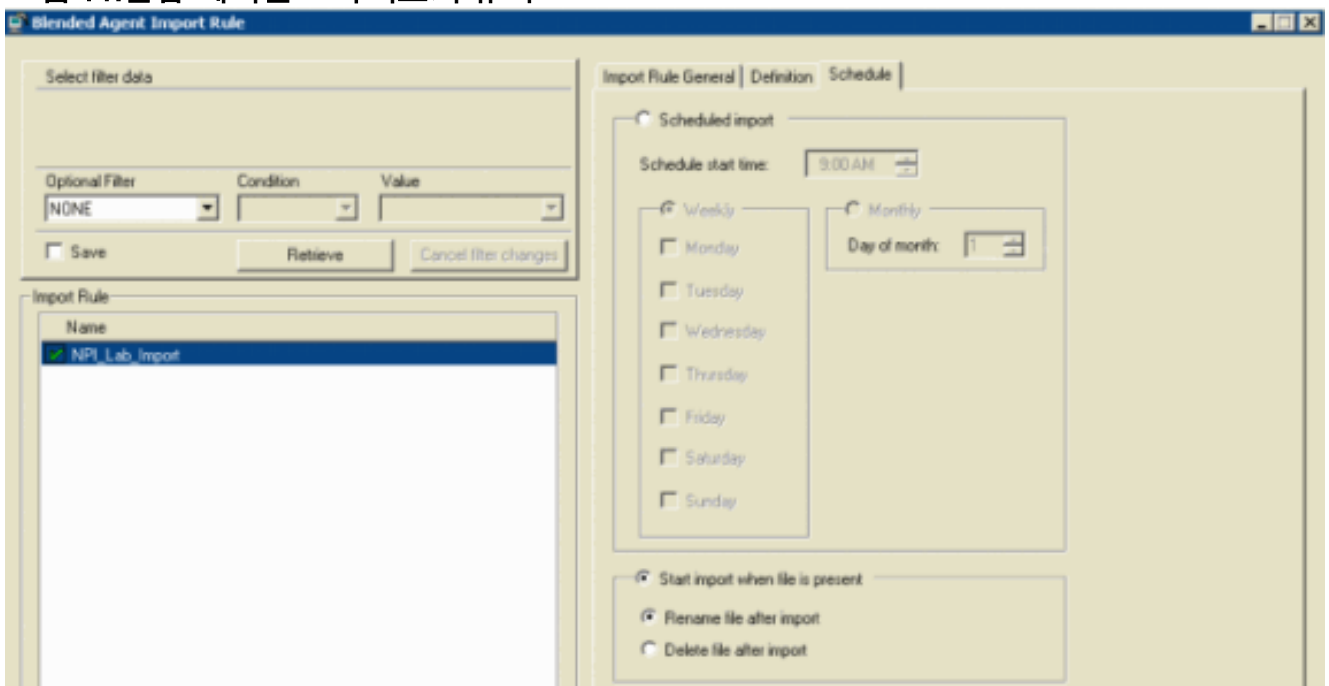 Blended Agent Import Rule
Select filter data
Optional Filter Condition Value
NONE
Save Retrieve Cancel filter changes
Import Rule
Name
NPI_Lab_Import
Import Rule General Definition Schedule
Scheduled import
Schedule start time: 9:00 AM
Weekly
Monday
Tuesday
Wednesday
Thursday
Friday
Saturday
Sunday
Monthly
Day of month: 1
Start import when file is present
Rename file after import
Delete file after import